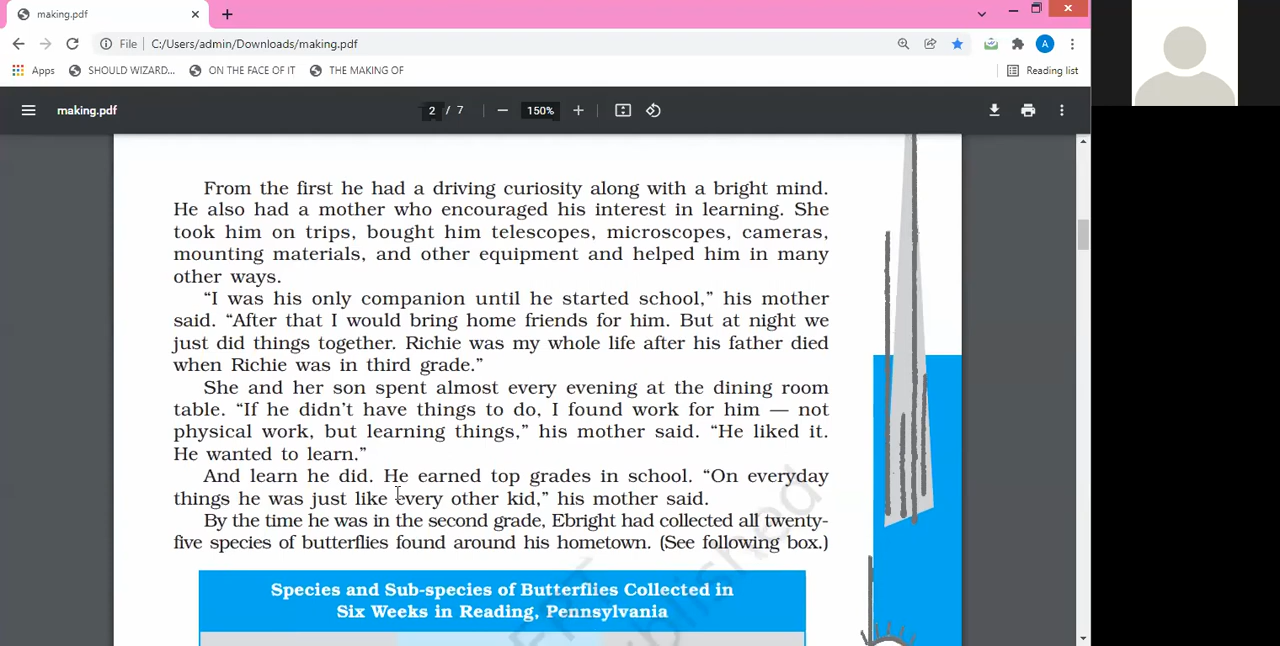 making.pdf
File C:/Users/admin/Downloads/making.pdf
A
Apps SHOULD WIZARD... ON THE FACE OF IT THE MAKING OF Reading list
making.pdf 2 / 7 150%
From the first he had a driving curiosity along with a bright mind.
He also had a mother who encouraged his interest in learning. She
took him on trips, bought him telescopes, microscopes, cameras,
mounting materials, and other equipment and helped him in many
other ways.
“I was his only companion until he started school,” his mother
said. “After that I would bring home friends for him. But at night we
just did things together. Richie was my whole life after his father died
when Richie was in third grade.”
She and her son spent almost every evening at the dining room
table. “If he didn’t have things to do, I found work for him — not
physical work, but learning things,” his mother said. “He liked it.
He wanted to learn.”
And learn he did. He earned top grades in school. “On everyday
things he was just like every other kid,” his mother said.
By the time he was in the second grade, Ebright had collected all twenty-
five species of butterflies found around his hometown. (See following box.)
Species and Sub-species of Butterflies Collected in
Six Weeks in Reading, Pennsylvania